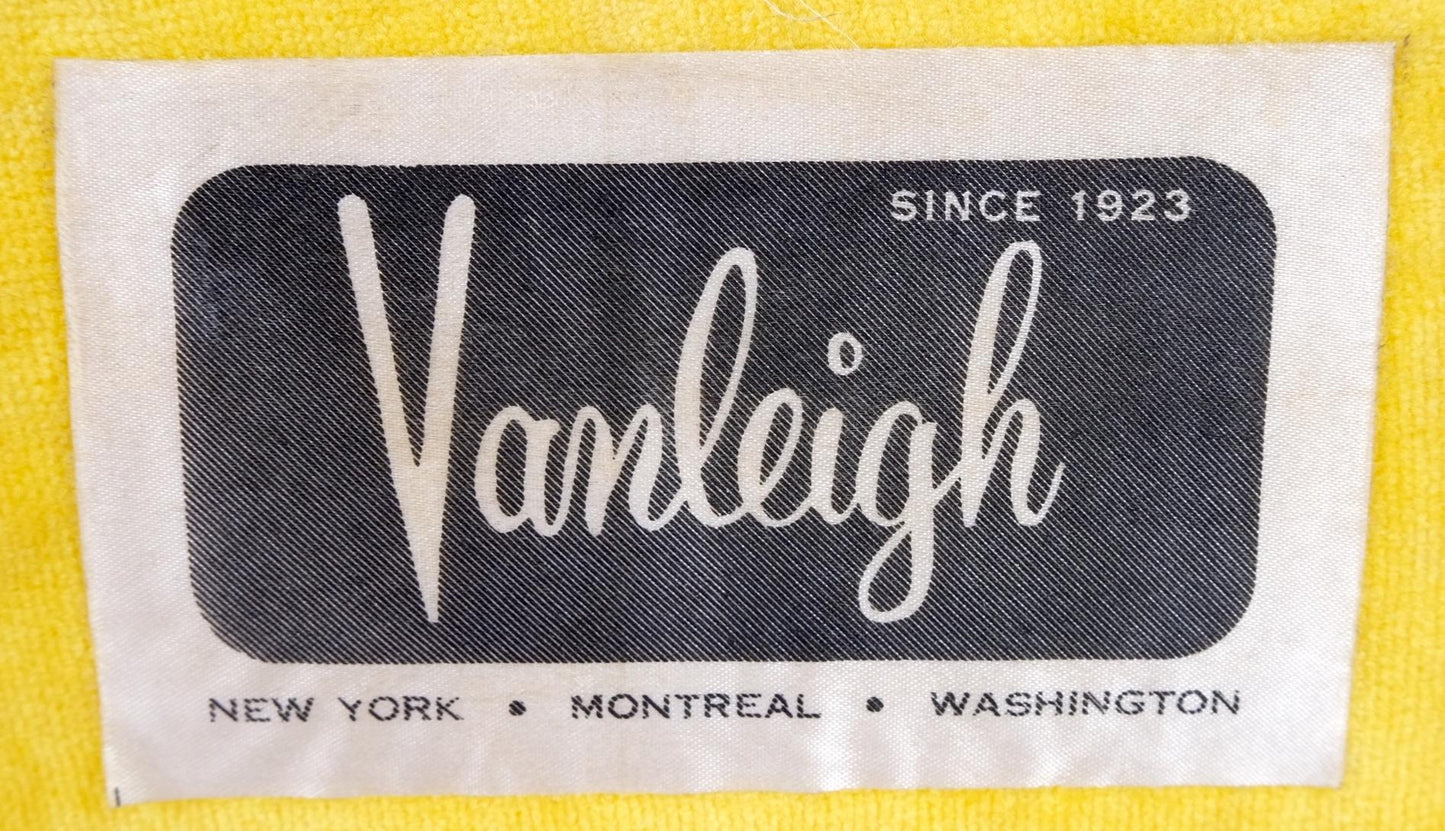 SINCE 1923
Vanleigh
NEW YORK • MONTREAL • WASHINGTON